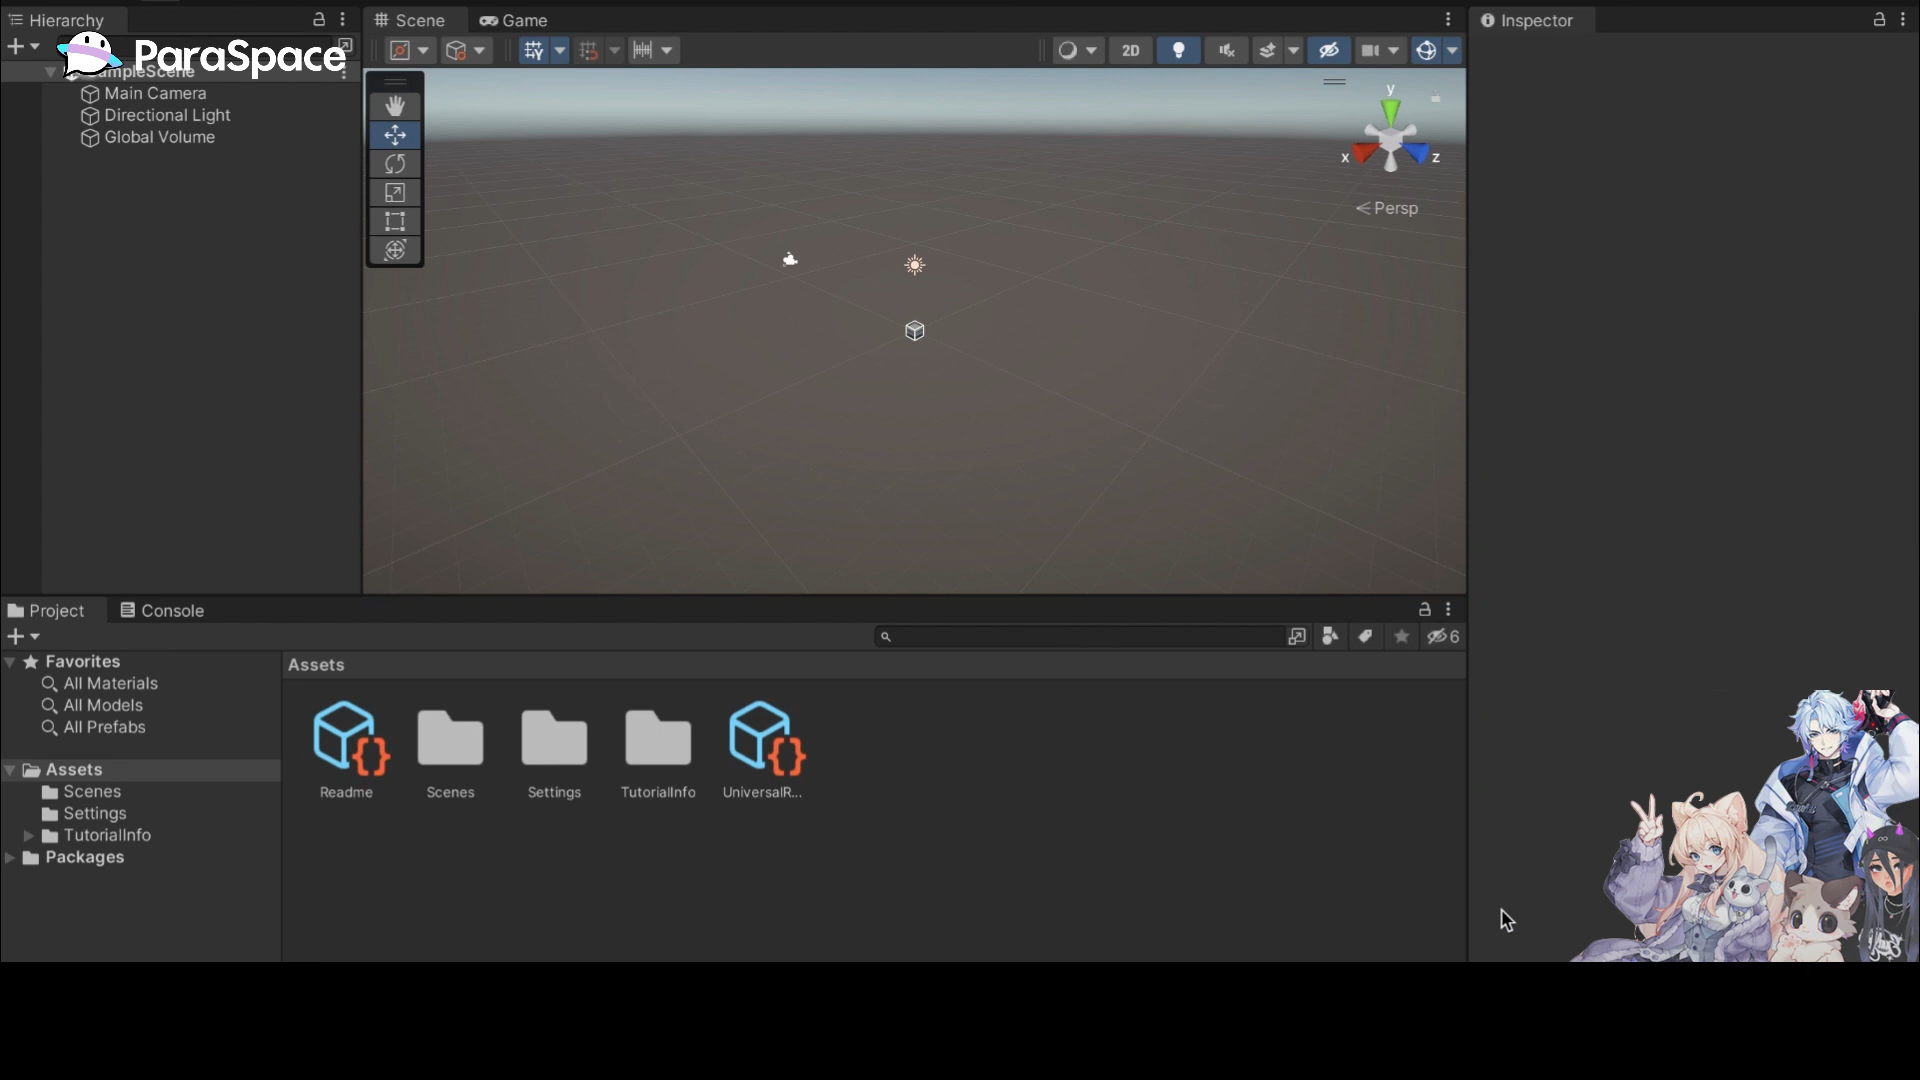 Hierarchy
Scene
Game
Inspector
ParaSpace
2D
SampleScene
Main Camera
Directional Light
Global Volume
y
x
z
Persp
Project
Console
6
Favorites
All Materials
All Models
All Prefabs
Assets
Scenes
Settings
TutorialInfo
Packages
Assets
Readme
Scenes
Settings
TutorialInfo
UniversalR...